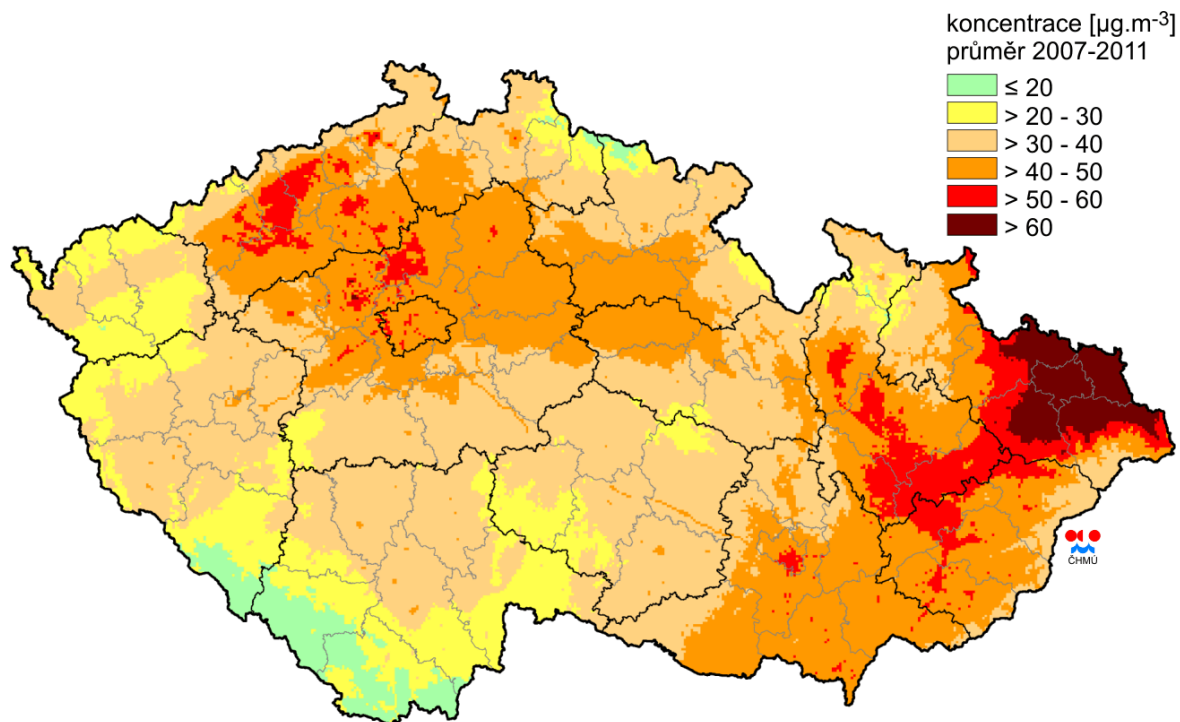 koncentrace [µg.m-3]
průměr 2007-2011
≤ 20
> 20 - 30
> 30 - 40
> 40 - 50
> 50 - 60
> 60
ČHMÚ